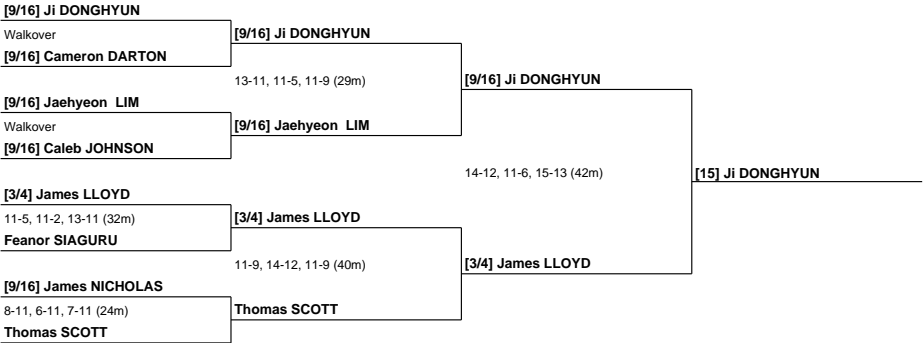 [9/16] Ji DONGHYUN
Walkover
[9/16] Cameron DARTON
[9/16] Ji DONGHYUN
13-11, 11-5, 11-9 (29m)
[9/16] Jaehyeon  LIM
Walkover
[9/16] Caleb JOHNSON
[9/16] Jaehyeon  LIM
[9/16] Ji DONGHYUN
14-12, 11-6, 15-13 (42m)
[15] Ji DONGHYUN
[3/4] James LLOYD
11-5, 11-2, 13-11 (32m)
Feanor SIAGURU
[3/4] James LLOYD
11-9, 14-12, 11-9 (40m)
[3/4] James LLOYD
[9/16] James NICHOLAS
8-11, 6-11, 7-11 (24m)
Thomas SCOTT
Thomas SCOTT